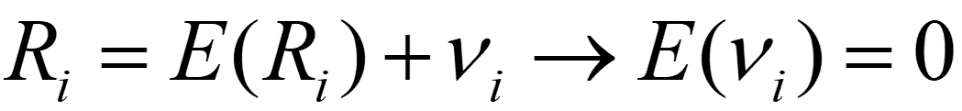 R_i = E(R_i) + ν_i → E(ν_i) = 0